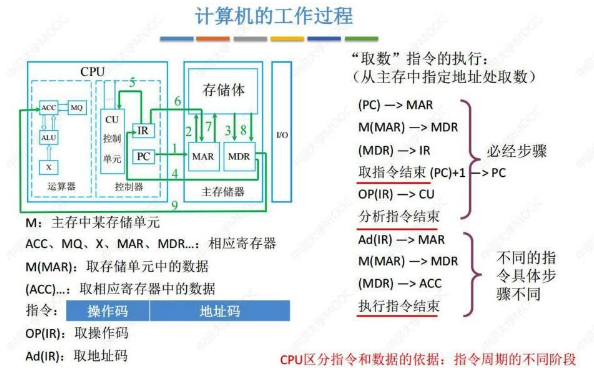 计算机的工作过程
CPU
ACC
MQ
ALU
X
运算器
CU
控制
单元
IR
PC
控制器
存储体
MAR
MDR
主存储器
I/O
1
2
3
4
5
6
7
8
9
M：主存中某存储单元
ACC、MQ、X、MAR、MDR...：相应寄存器
M(MAR)：取存储单元中的数据
(ACC)...：取相应寄存器中的数据
指令： 操作码 地址码
OP(IR)：取操作码
Ad(IR)：取地址码
“取数”指令的执行：
（从主存中指定地址处取数）
(PC) —> MAR
M(MAR) —> MDR
(MDR) —> IR
取指令结束 (PC)+1 —> PC
OP(IR) —> CU
分析指令结束
必经步骤
Ad(IR) —> MAR
M(MAR) —> MDR
(MDR) —> ACC
执行指令结束
不同的指
令具体步
骤不同
CPU区分指令和数据的依据：指令周期的不同阶段